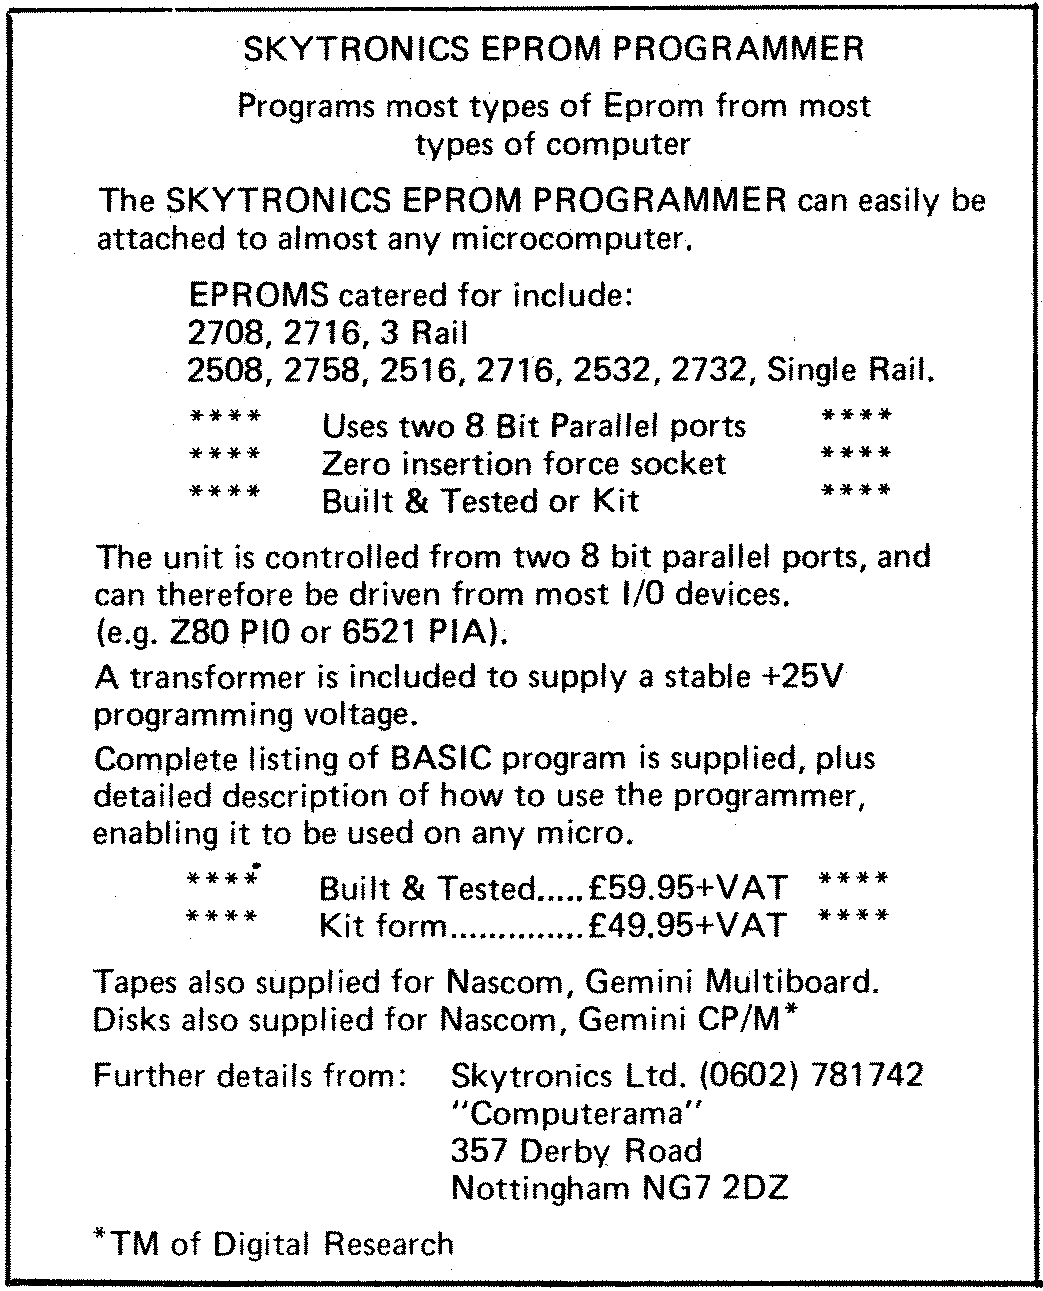 SKYTRONICS EPROM PROGRAMMER
Programs most types of Eprom from most
types of computer
The SKYTRONICS EPROM PROGRAMMER can easily be
attached to almost any microcomputer.
EPROMS catered for include:
2708, 2716, 3 Rail
2508, 2758, 2516, 2716, 2532, 2732, Single Rail.
**** Uses two 8 Bit Parallel ports ****
**** Zero insertion force socket ****
**** Built & Tested or Kit ****
The unit is controlled from two 8 bit parallel ports, and
can therefore be driven from most I/O devices.
(e.g. Z80 PIO or 6521 PIA).
A transformer is included to supply a stable +25V
programming voltage.
Complete listing of BASIC program is supplied, plus
detailed description of how to use the programmer,
enabling it to be used on any micro.
**** Built & Tested.....£59.95+VAT ****
**** Kit form..............£49.95+VAT ****
Tapes also supplied for Nascom, Gemini Multiboard.
Disks also supplied for Nascom, Gemini CP/M*
Further details from: Skytronics Ltd. (0602) 781742
"Computerama"
357 Derby Road
Nottingham NG7 2DZ
*TM of Digital Research